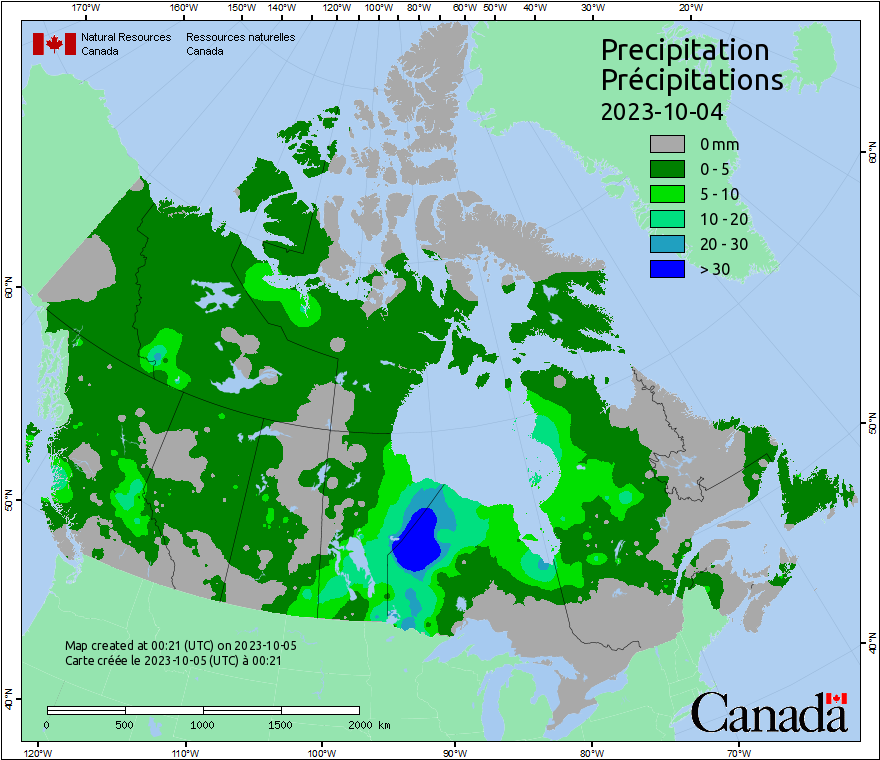 170°W 160°W 150°W 140°W 130°W 120°W 110°W 100°W 90°W 80°W 70°W 60°W 50°W 40°W 30°W 20°W
Natural Resources Ressources naturelles
Canada Canada
Precipitation
Précipitations
2023-10-04
0 mm
0 - 5
5 - 10
10 - 20
20 - 30
> 30
60°N
60°N
50°N
50°N
40°N
40°N
Map created at 00:21 (UTC) on 2023-10-05
Carte créée le 2023-10-05 (UTC) à 00:21
0 500 1000 1500 2000 km
Canada
120°W 110°W 100°W 90°W 80°W 70°W